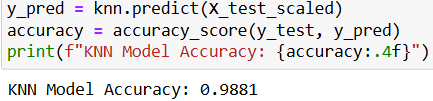 y_pred = knn.predict(X_test_scaled)
accuracy = accuracy_score(y_test, y_pred)
print(f"KNN Model Accuracy: {accuracy:.4f}")
KNN Model Accuracy: 0.9881